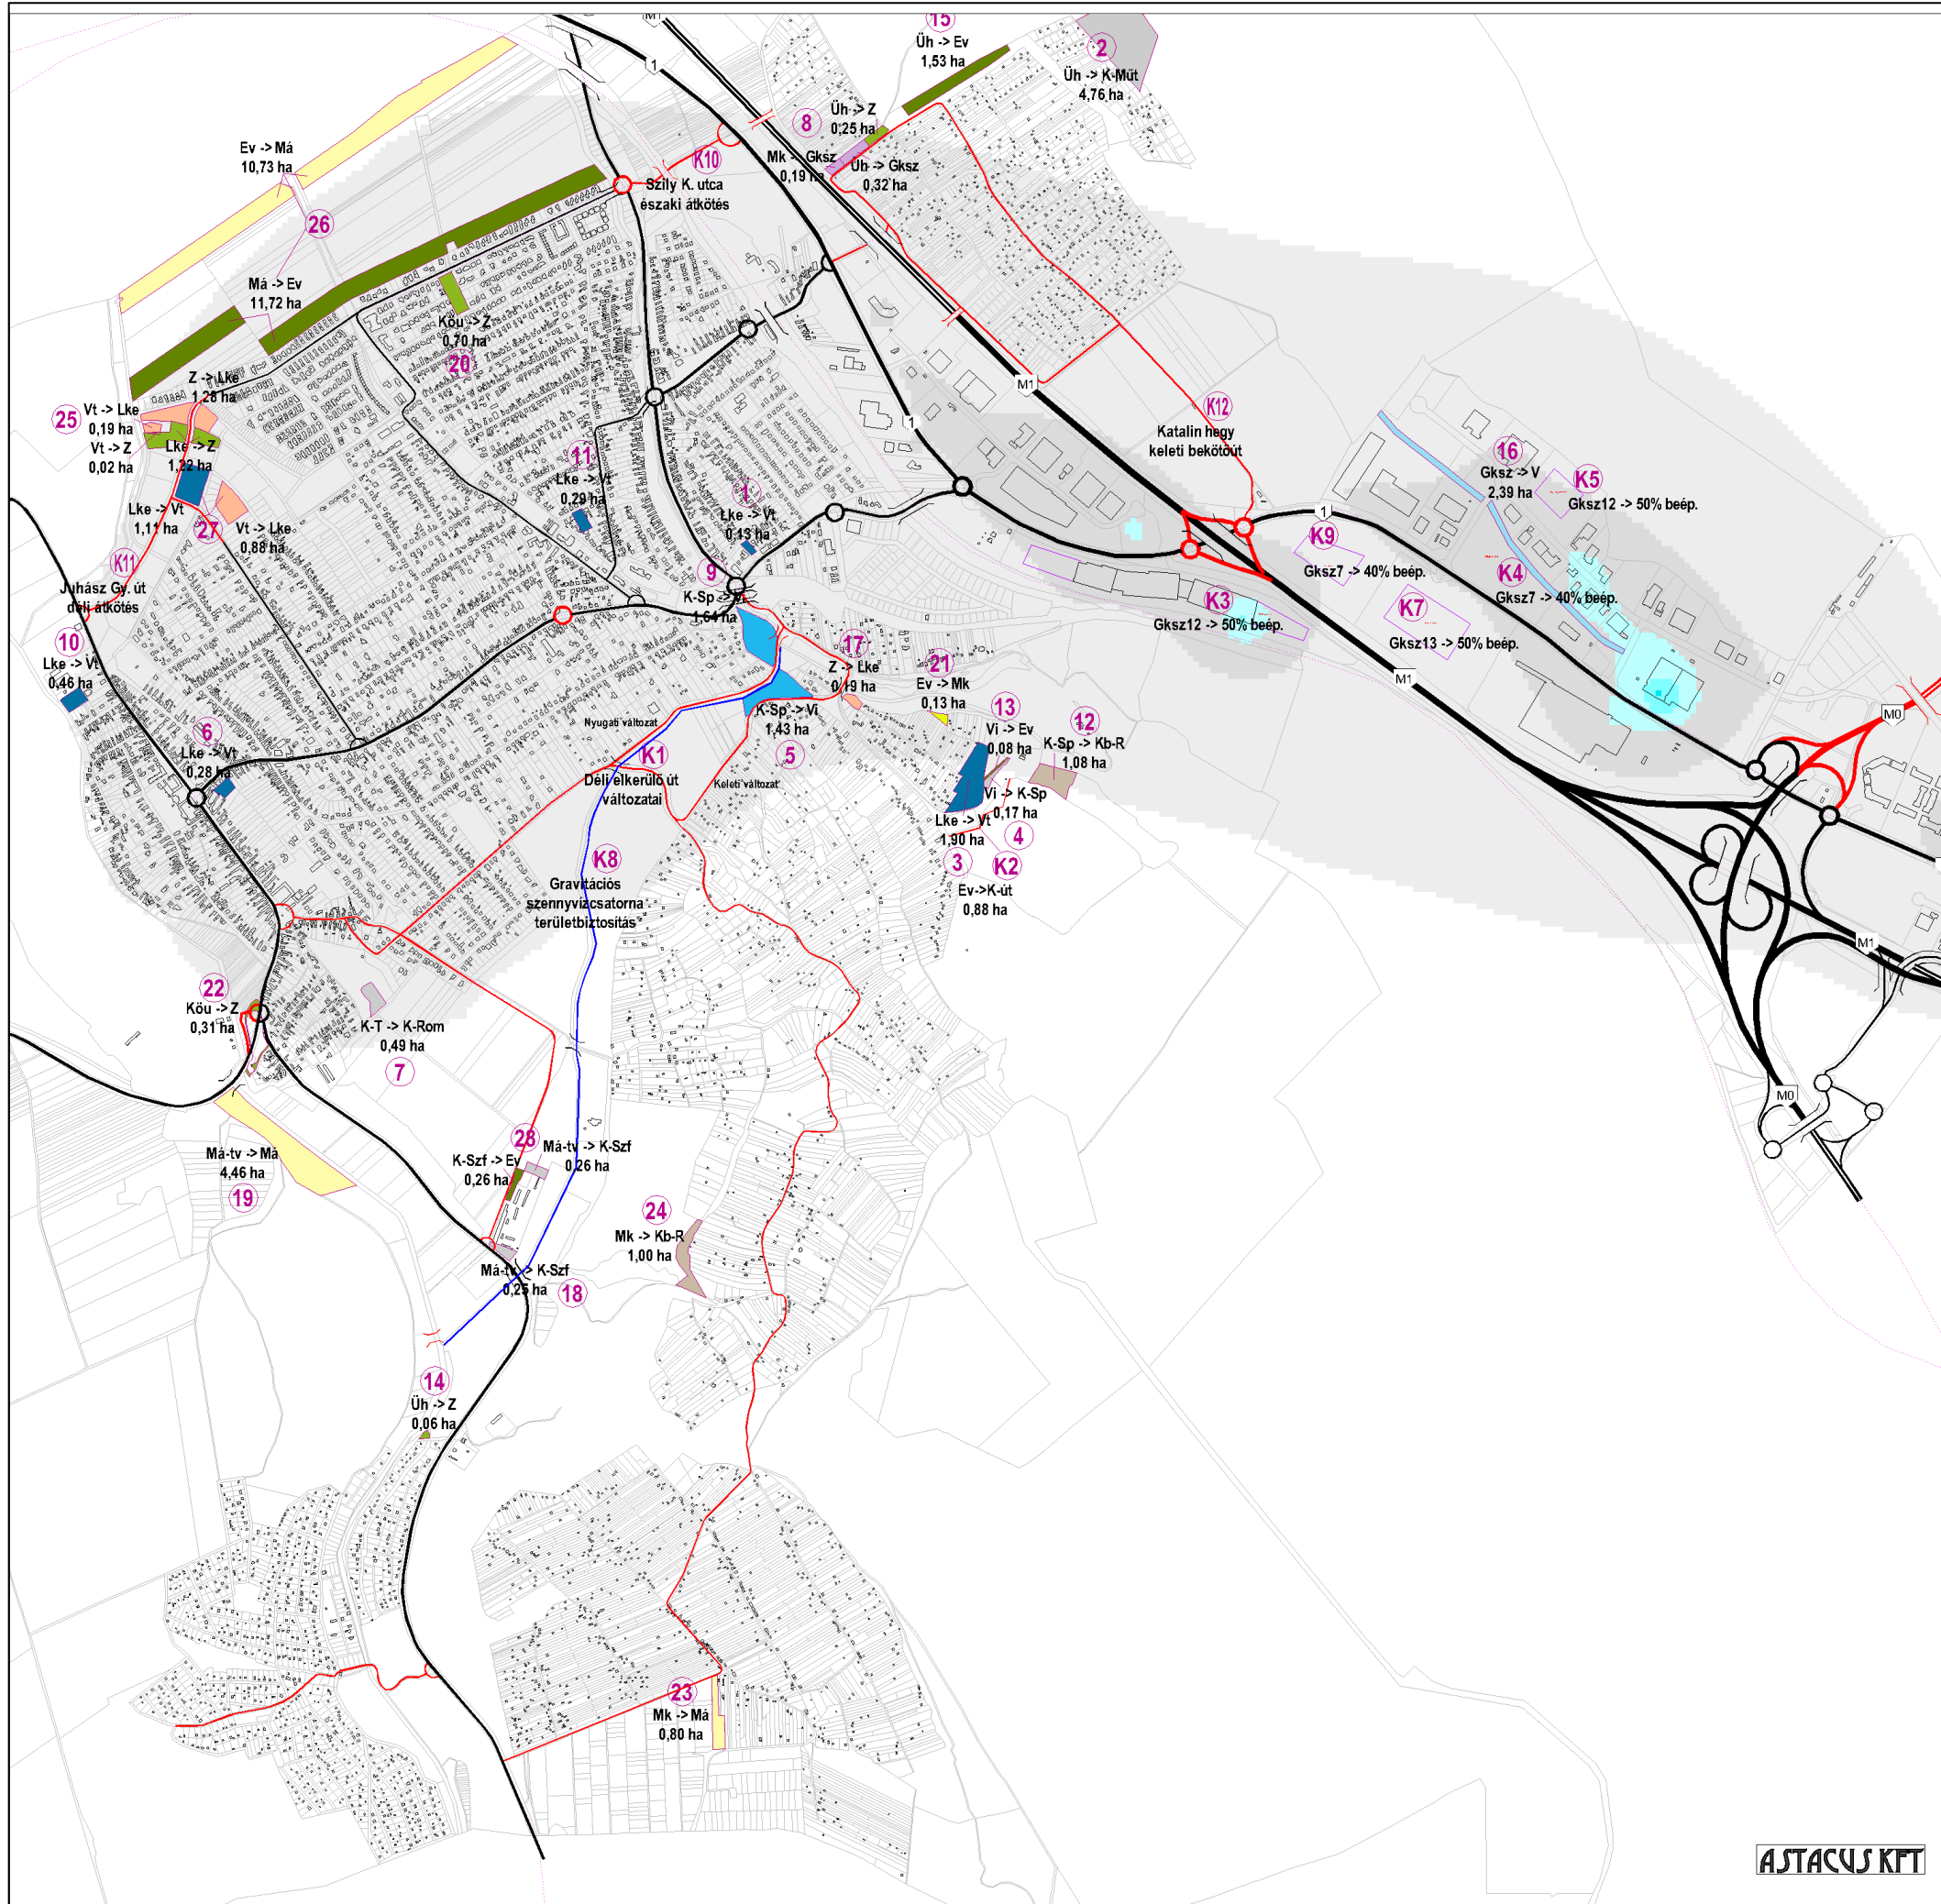 M1
1
15
Üh -> Ev
1,53 ha
2
Üh -> K-Műt
4,76 ha
8
Üh -> Z
0,25 ha
Mk -> Gksz
0,19 ha
Üh -> Gksz
0,32 ha
Ev -> Má
10,73 ha
26
K10
Szily K. utca
északi átkötés
Má -> Ev
11,72 ha
Köu -> Z
0,70 ha
20
Z -> Lke
1,28 ha
25
Vt -> Lke
0,19 ha
Vt -> Z
0,02 ha
Lke -> Z
1,22 ha
Lke -> Vt
1,11 ha
27
Vt -> Lke
0,88 ha
K11
Juhász Gy. út
déli átkötés
11
Lke -> Vt
0,29 ha
1
Lke -> Vt
0,13 ha
9
K-Sp -> Vi
1,64 ha
M1
1
K12
Katalin hegy
keleti bekötőút
16
Gksz -> V
2,39 ha
K5
Gksz12 -> 50% beép.
1
K9
Gksz7 -> 40% beép.
K4
Gksz7 -> 40% beép.
K3
Gksz12 -> 50% beép.
K7
Gksz13 -> 50% beép.
M1
M0
10
Lke -> Vt
0,46 ha
6
Lke -> Vt
0,28 ha
17
Z -> Lke
0,19 ha
21
Ev -> Mk
0,13 ha
Nyugati változat
K-Sp -> Vi
1,43 ha
5
K1
Déli elkerülő út
változatai
Keleti változat
13
Vi -> Ev
0,08 ha
12
K-Sp -> Kb-R
1,08 ha
Vi -> K-Sp
0,17 ha
4
Lke -> Vt
1,90 ha
3
K2
Ev->K-út
0,88 ha
K8
Gravitációs
szennyvízcsatorna
területbiztosítás
M1
M0
22
Köu -> Z
0,31 ha
K-T -> K-Rom
0,49 ha
7
Má-tv -> Má
4,46 ha
19
28
K-Szf -> Ev
0,26 ha
Má-tv -> K-Szf
0,26 ha
Má-tv -> K-Szf
0,25 ha
18
24
Mk -> Kb-R
1,00 ha
14
Üh -> Z
0,06 ha
23
Mk -> Má
0,80 ha
ASTACUS KFT